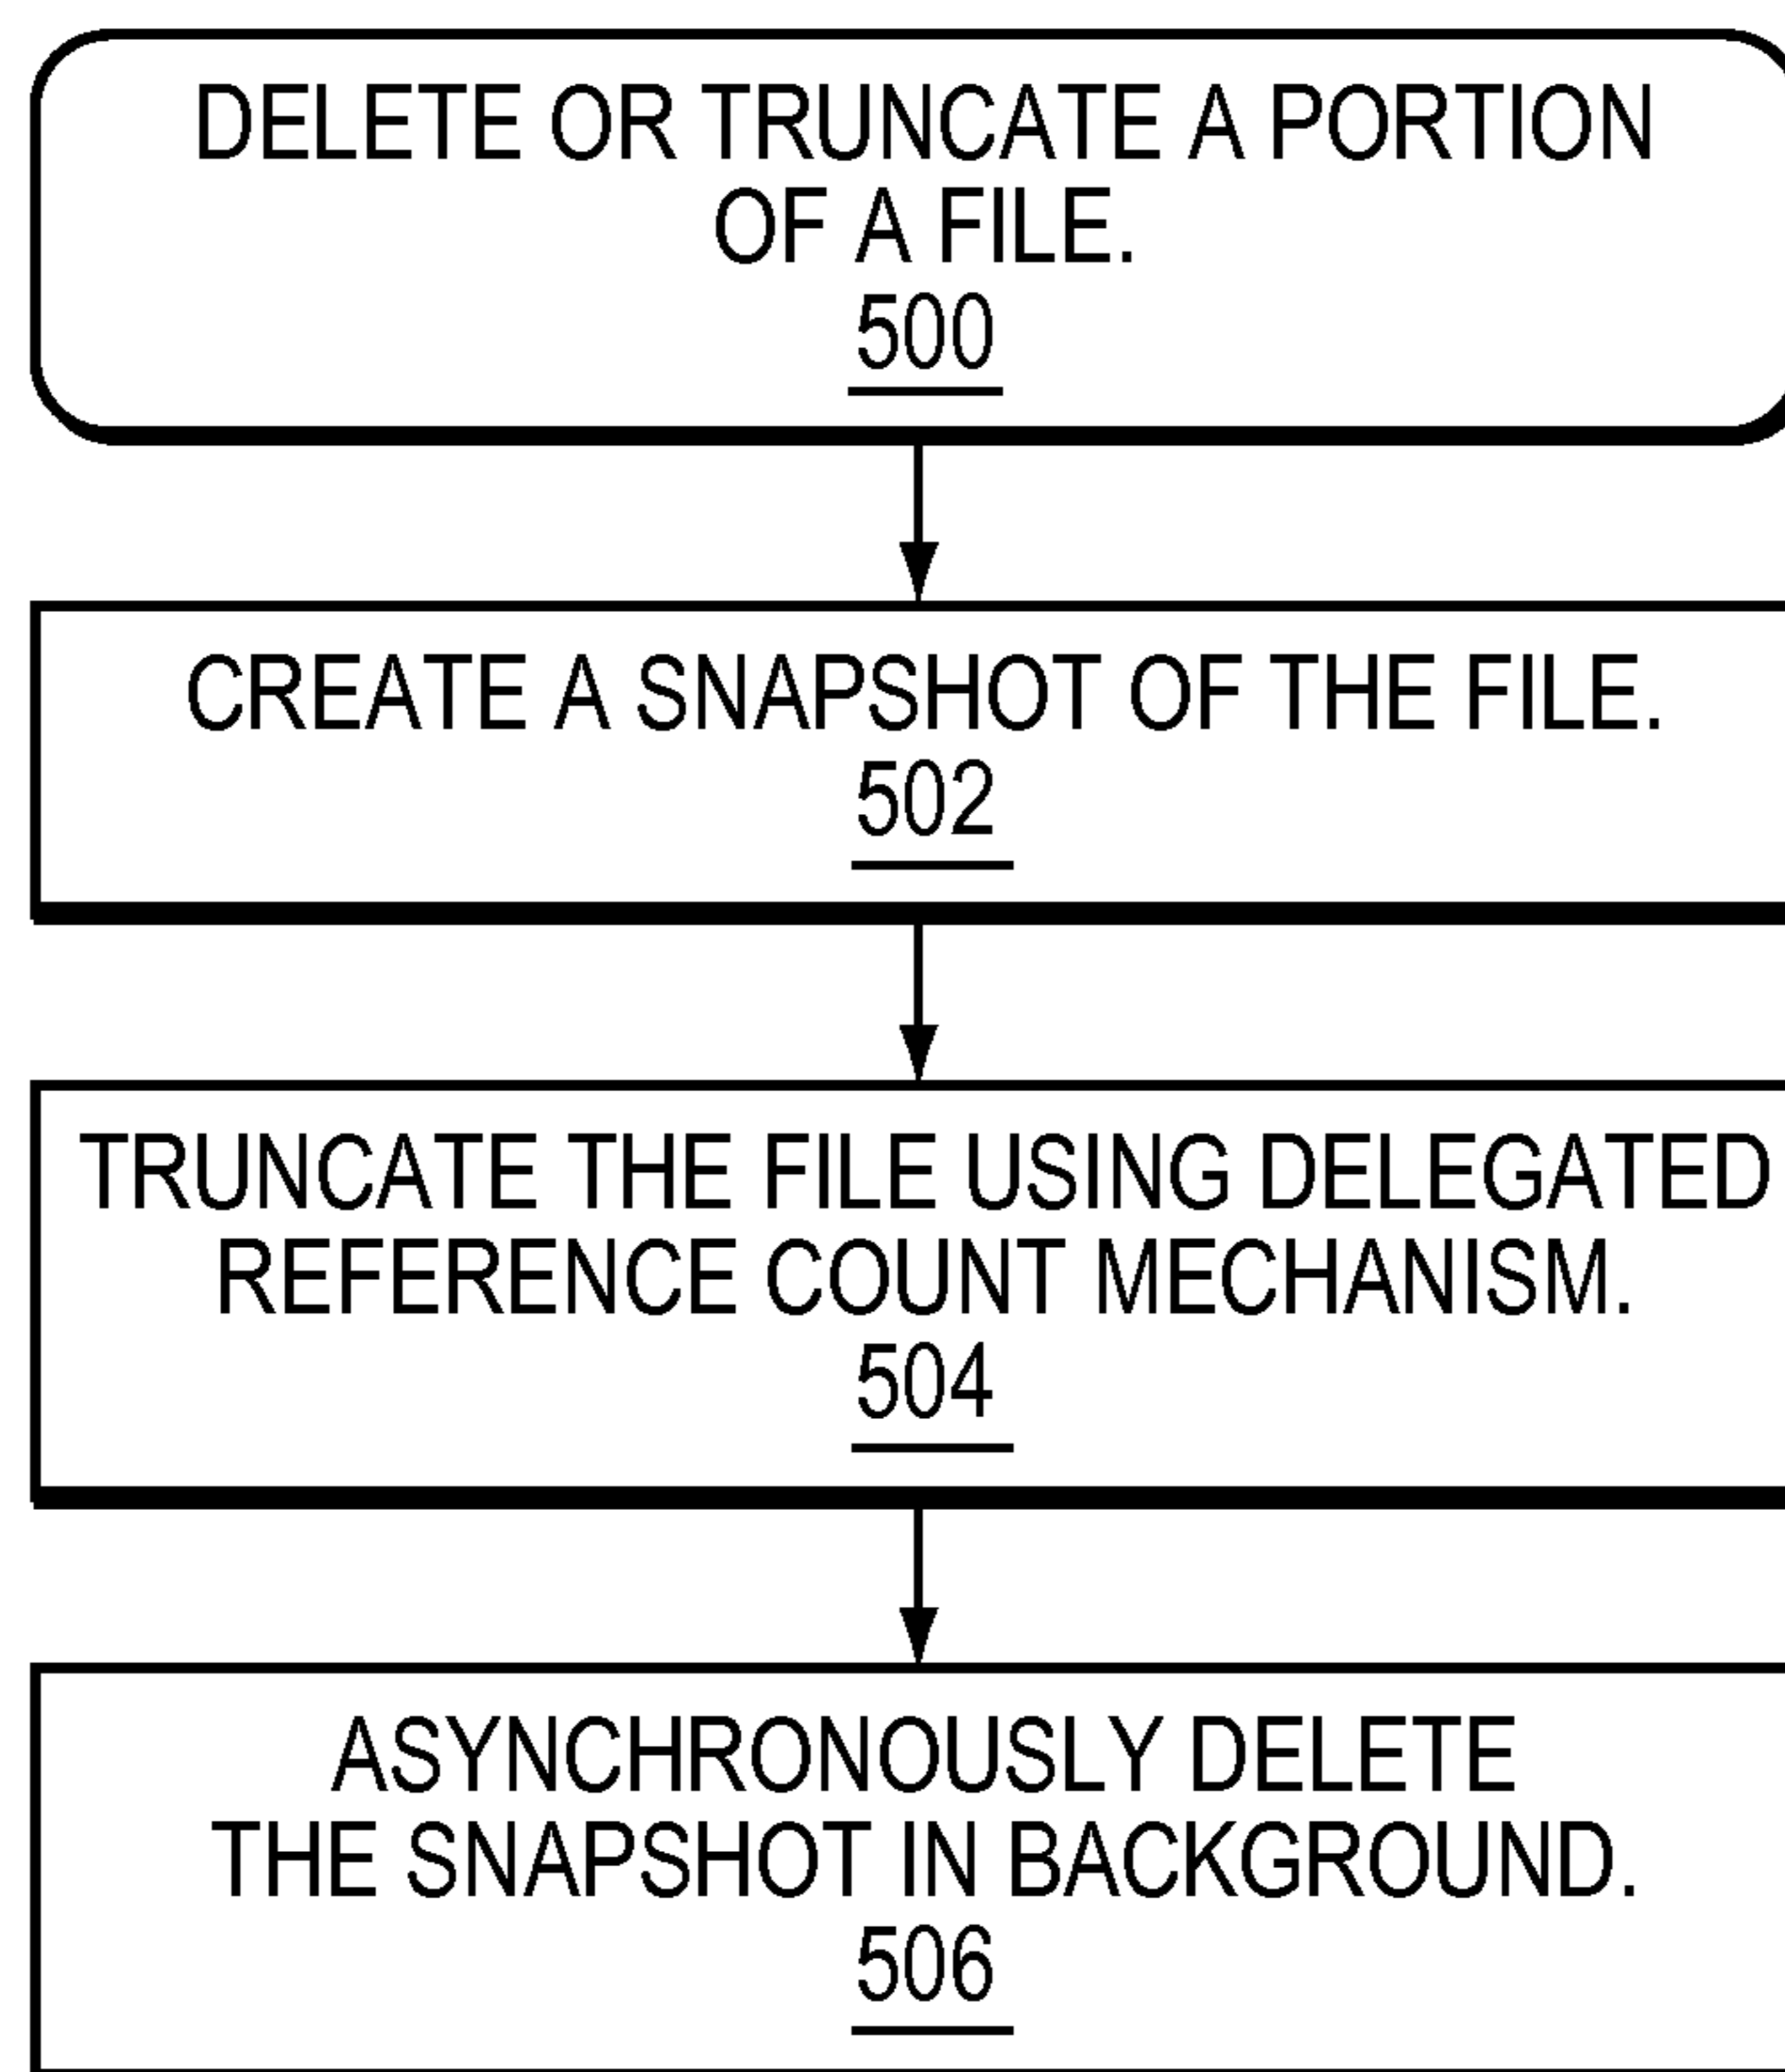 DELETE OR TRUNCATE A PORTION
OF A FILE.
500
CREATE A SNAPSHOT OF THE FILE.
502
TRUNCATE THE FILE USING DELEGATED
REFERENCE COUNT MECHANISM.
504
ASYNCHRONOUSLY DELETE
THE SNAPSHOT IN BACKGROUND.
506